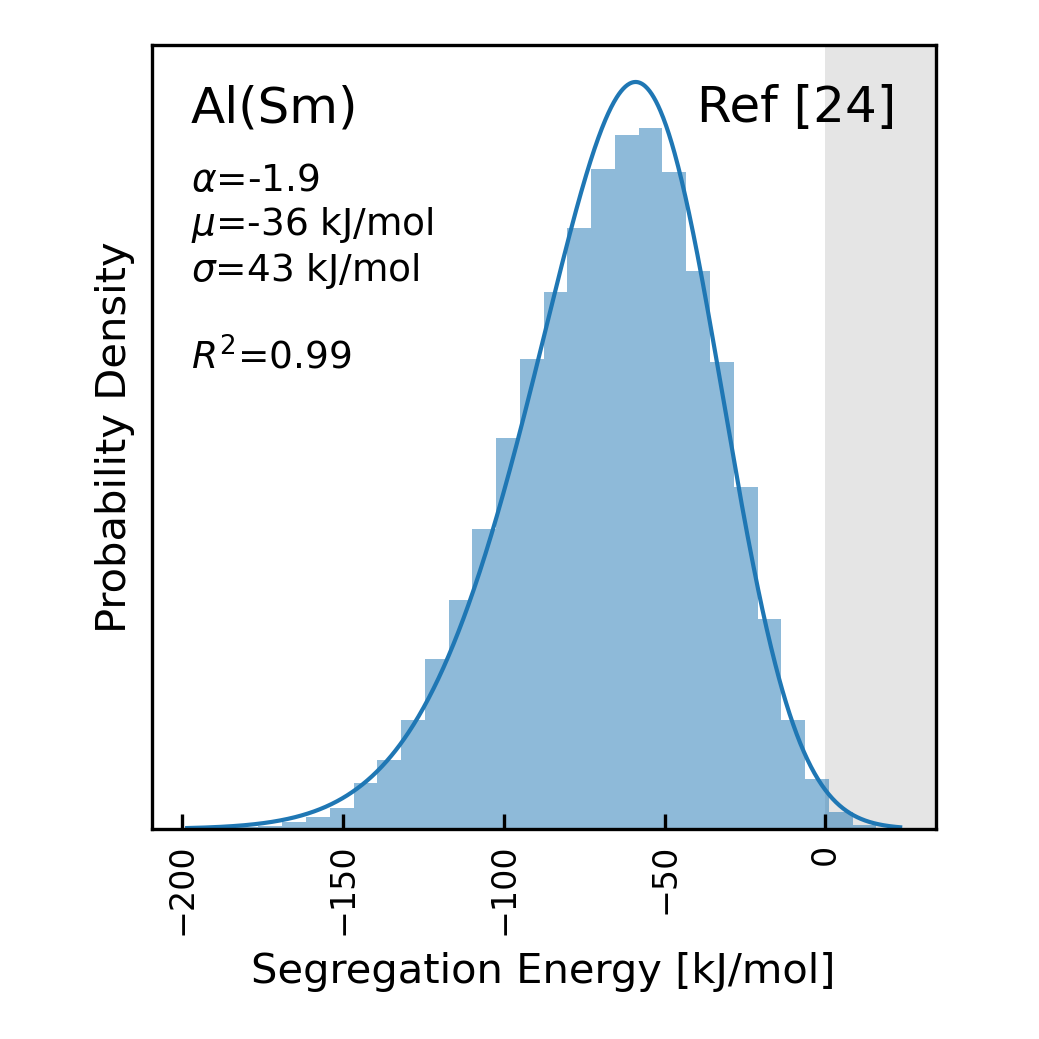 Al(Sm)
Ref [24]
α=-1.9
μ=-36 kJ/mol
σ=43 kJ/mol
R²=0.99
Probability Density
−200
−150
−100
−50
0
Segregation Energy [kJ/mol]